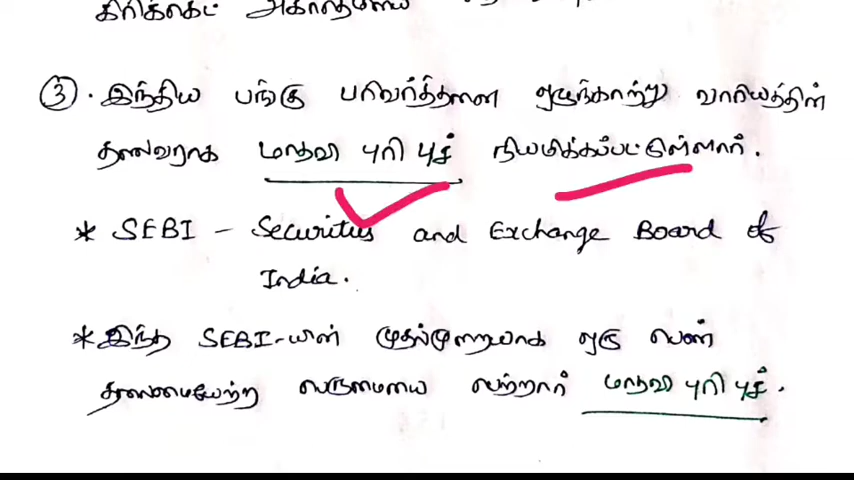 கிரிக்கெட்
③. இந்திய பங்கு பரிவர்த்தனை ஒழுங்காற்று வாரியத்தின்
தலைவராக மாதவி புரி புச் நியமிக்கப்பட்டுள்ளார்.
* SEBI - Securities and Exchange Board of
India.
* இந்த SEBI-யின் முதல்முறையாக ஒரு பெண்
தலைமையேற்ற பெருமையை பெற்றார் மாதவி புரி புச்.